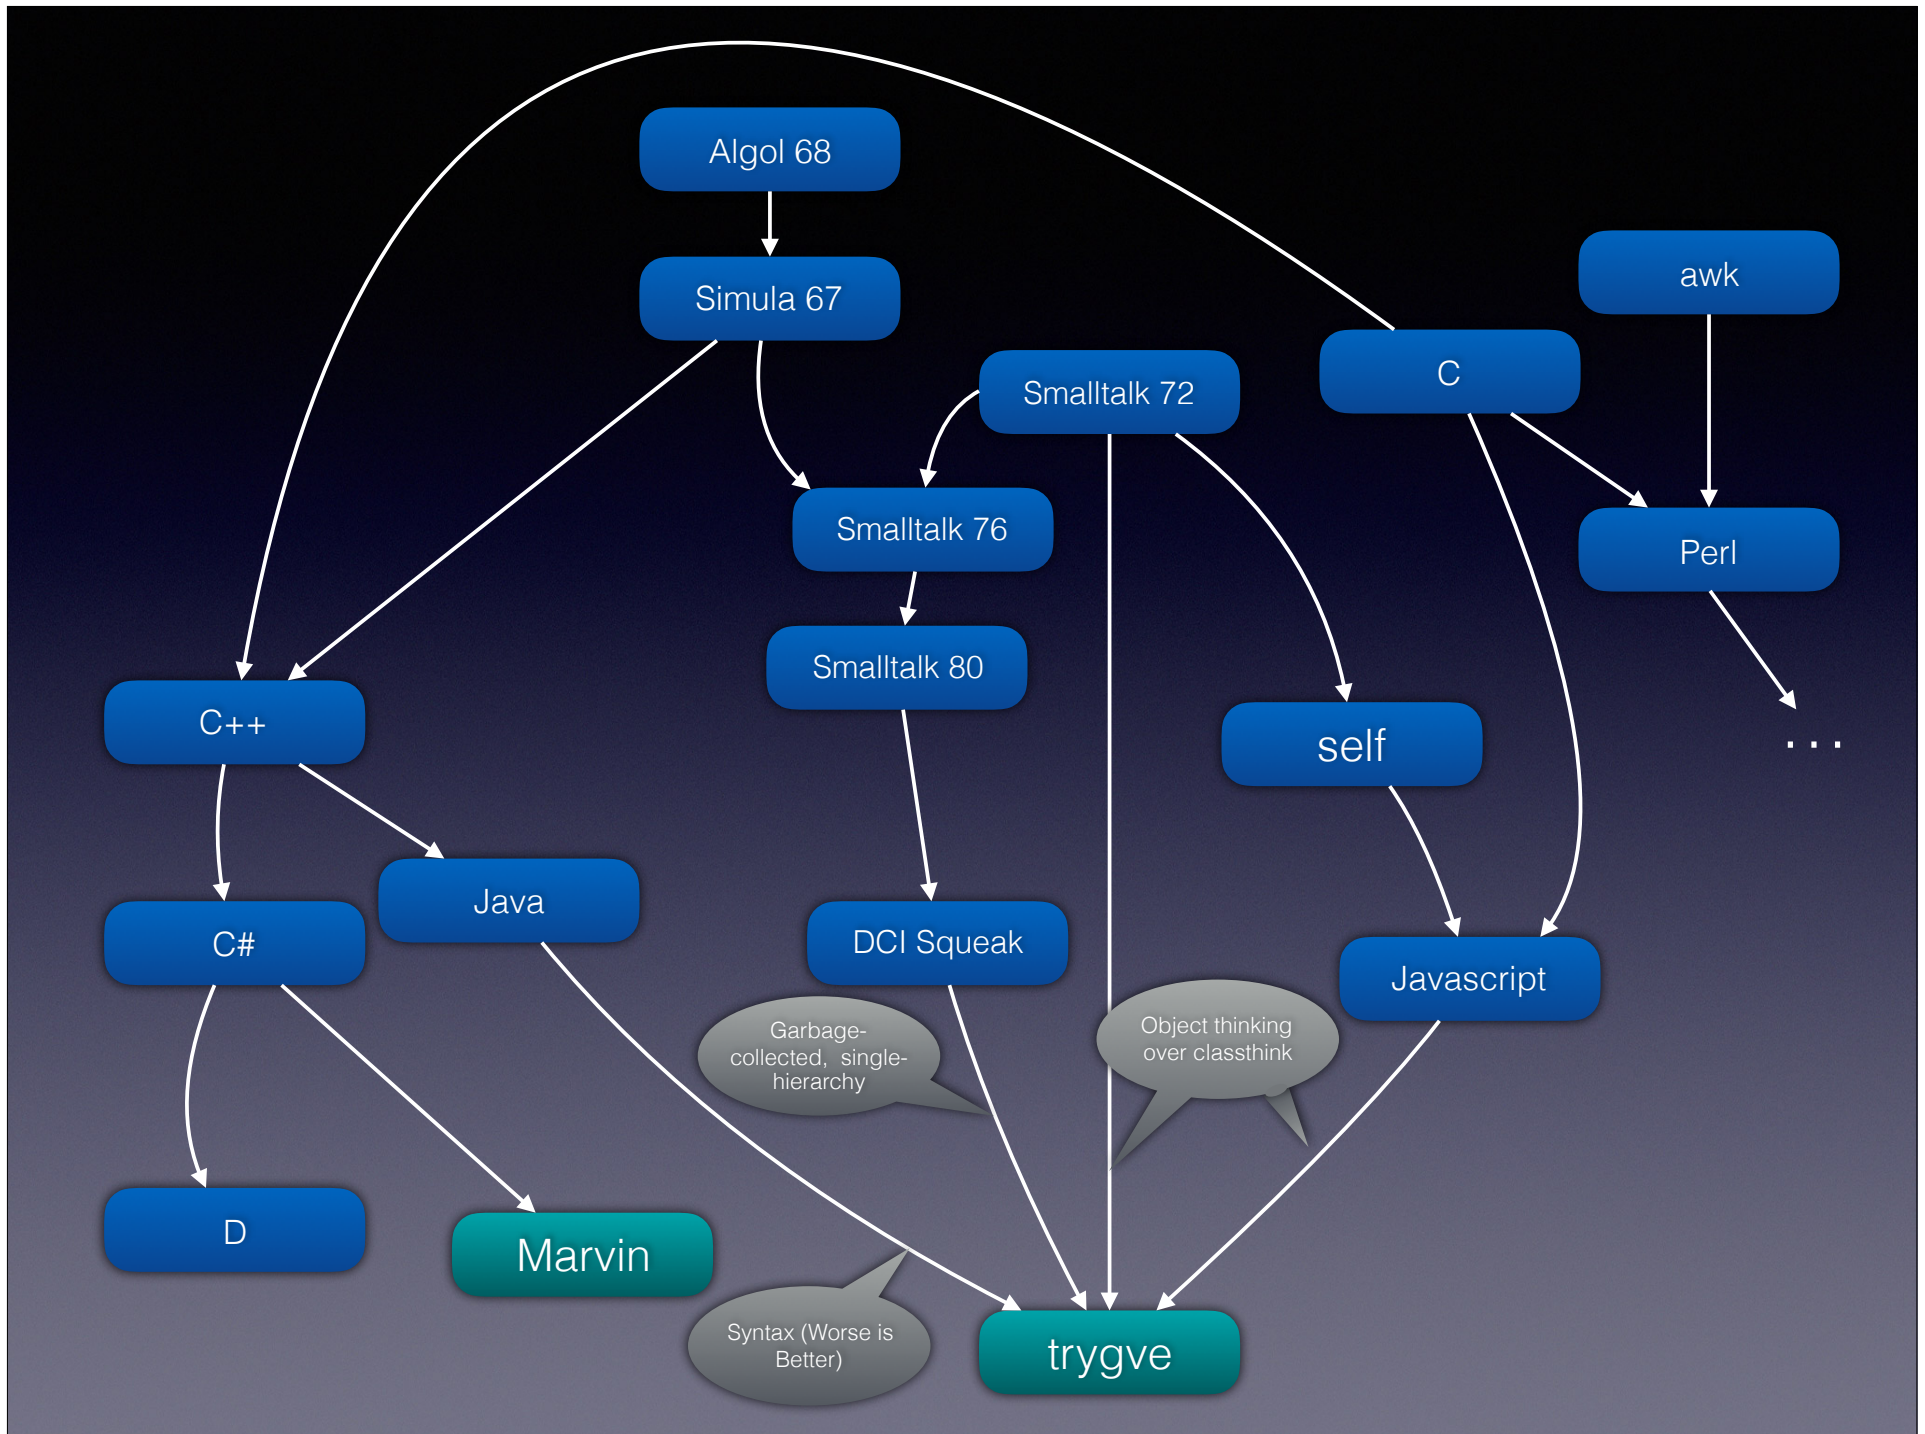 Algol 68
Simula 67
awk
C
Smalltalk 72
Smalltalk 76
Perl
Smalltalk 80
C++
self
...
Java
C#
DCI Squeak
Javascript
Garbage-
collected, single-
hierarchy
Object thinking
over classthink
D
Marvin
Syntax (Worse is
Better)
trygve